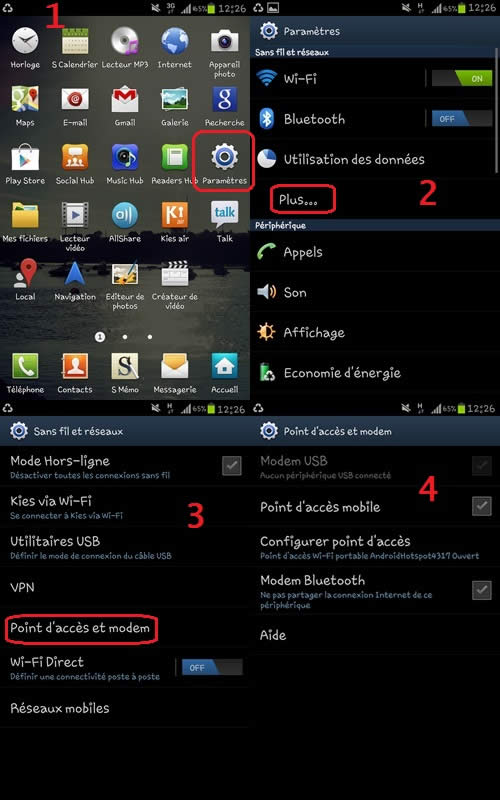 1
3G 65% 12:26
Horloge
S Calendrier
Lecteur MP3
Internet
Appareil
photo
Maps
E-mail
Gmail
Galerie
Recherche
Play Store
Social Hub
Music Hub
Readers Hub
Paramètres
Mes fichiers
Lecteur
vidéo
AllShare
Kies air
talk
Talk
Local
Navigation
Editeur de
photos
Créateur de
vidéo
1
Téléphone
Contacts
S Mémo
Messagerie
Accueil
H 65% 12:26
Paramètres
Sans fil et réseaux
Wi-Fi
ON
Bluetooth
OFF
Utilisation des données
Plus...
2
Périphérique
Appels
Son
Affichage
Economie d'énergie
H 65% 12:26
Sans fil et réseaux
Mode Hors-ligne
Désactiver toutes les connexions sans fil
Kies via Wi-Fi
Se connecter à Kies via Wi-Fi
3
Utilitaires USB
Définir le mode de connexion du câble USB
VPN
Point d'accès et modem
Wi-Fi Direct
OFF
Définir une connectivité poste à poste
Réseaux mobiles
H 65% 12:26
Point d'accès et modem
Modem USB
Aucun périphérique USB connecté
4
Point d'accès mobile
Configurer point d'accès
Point d'accès Wi-Fi portable AndroidHotspot4317 Ouvert
Modem Bluetooth
Ne pas partager la connexion Internet de ce
périphérique
Aide